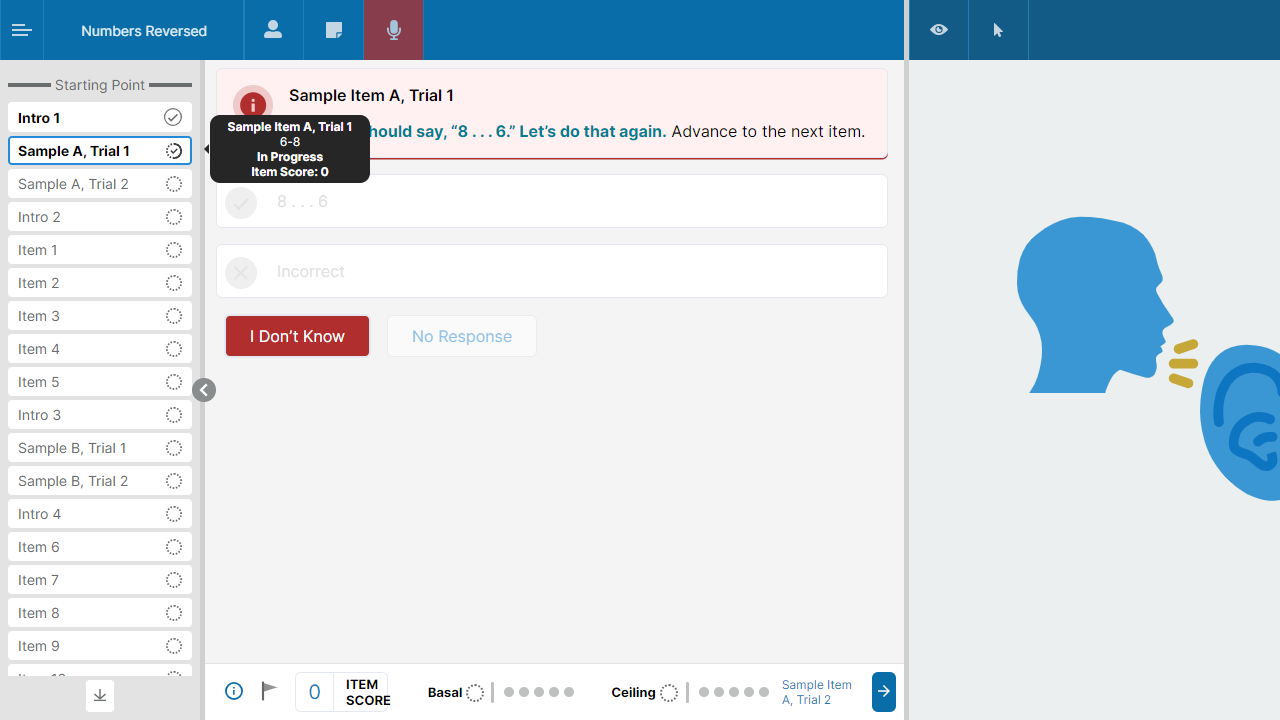 Numbers Reversed
Starting Point
Intro 1
Sample A, Trial 1
Sample A, Trial 2
Intro 2
Item 1
Item 2
Item 3
Item 4
Item 5
Intro 3
Sample B, Trial 1
Sample B, Trial 2
Intro 4
Item 6
Item 7
Item 8
Item 9
Sample Item A, Trial 1
6-8
In Progress
Item Score: 0
Sample Item A, Trial 1
should say, “8 . . . 6.” Let’s do that again. Advance to the next item.
8 . . . 6
Incorrect
I Don’t Know
No Response
0
ITEM
SCORE
Basal
Ceiling
Sample Item
A, Trial 2